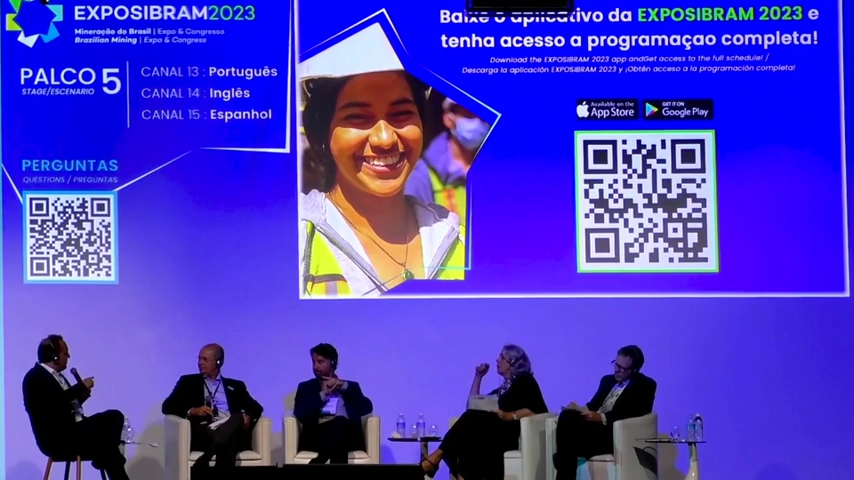 EXPOSIBRAM2023
Mineração do Brasil | Expo & Congresso
Brazilian Mining | Expo & Congress
PALCO 5
STAGE/ESCENARIO
CANAL 13 : Português
CANAL 14 : Inglês
CANAL 15 : Espanhol
PERGUNTAS
QUESTIONS / PREGUNTAS
Baixe o aplicativo da EXPOSIBRAM 2023 e
tenha acesso a programaçao completa!
Download the EXPOSIBRAM 2023 app andGet access to the full scheduler! /
Descarga la aplicación EXPOSIBRAM 2023 y ¡Obtén acceso a la programación completa!
Available on the
App Store
GET IT ON
Google Play